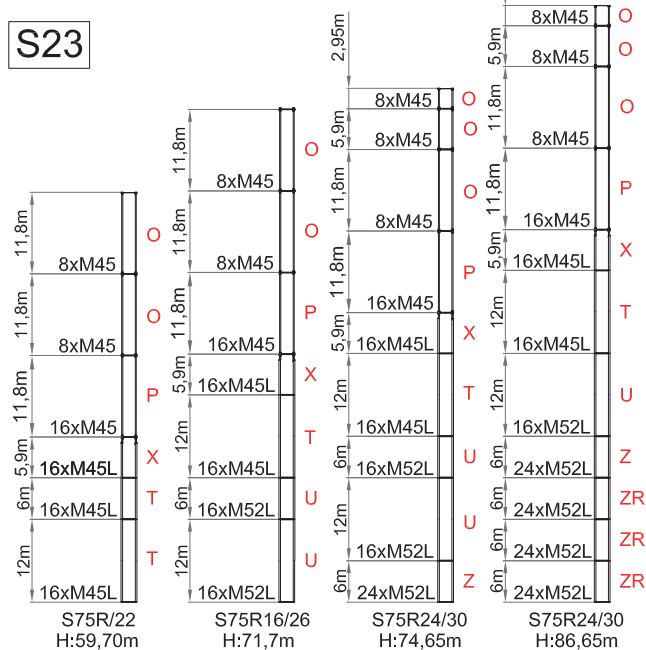 S23
11,8m
O
8xM45
11,8m
O
8xM45
11,8m
P
16xM45
5,9m
X
16xM45L
6m
T
16xM45L
12m
T
16xM45L
S75R/22
H:59,70m
11,8m
O
8xM45
11,8m
O
8xM45
11,8m
P
16xM45
5,9m
X
16xM45L
12m
T
16xM45L
6m
U
16xM52L
12m
U
16xM52L
S75R16/26
H:71,7m
2,95m
O
8xM45
5,9m
O
8xM45
11,8m
O
8xM45
11,8m
P
16xM45
5,9m
X
16xM45L
12m
T
16xM45L
6m
U
16xM52L
12m
U
16xM52L
6m
Z
24xM52L
S75R24/30
H:74,65m
O
8xM45
5,9m
O
8xM45
11,8m
O
8xM45
11,8m
P
16xM45
5,9m
X
16xM45L
12m
T
16xM45L
12m
U
16xM52L
6m
Z
24xM52L
6m
ZR
24xM52L
6m
ZR
24xM52L
6m
ZR
24xM52L
S75R24/30
H:86,65m